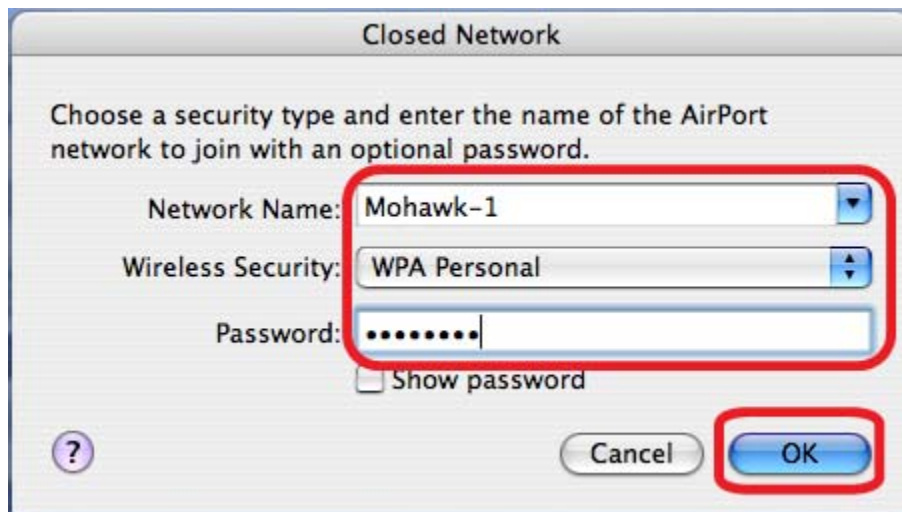 Closed Network
Choose a security type and enter the name of the AirPort
network to join with an optional password.
Network Name: Mohawk-1
Wireless Security: WPA Personal
Password: ••••••••
Show password
? Cancel OK